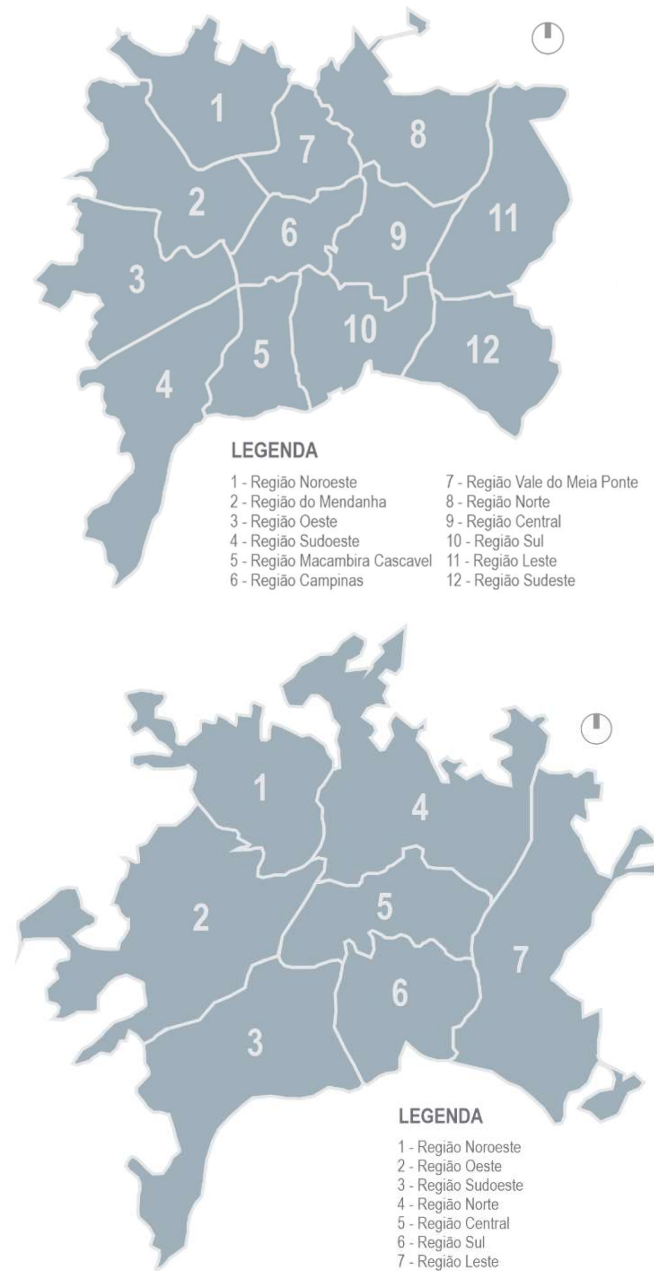 1
7
8
2
11
6
9
3
10
5
12
4
LEGENDA
1 - Região Noroeste
2 - Região do Mendanha
3 - Região Oeste
4 - Região Sudoeste
5 - Região Macambira Cascavel
6 - Região Campinas
7 - Região Vale do Meia Ponte
8 - Região Norte
9 - Região Central
10 - Região Sul
11 - Região Leste
12 - Região Sudeste
1
4
5
2
7
6
3
LEGENDA
1 - Região Noroeste
2 - Região Oeste
3 - Região Sudoeste
4 - Região Norte
5 - Região Central
6 - Região Sul
7 - Região Leste